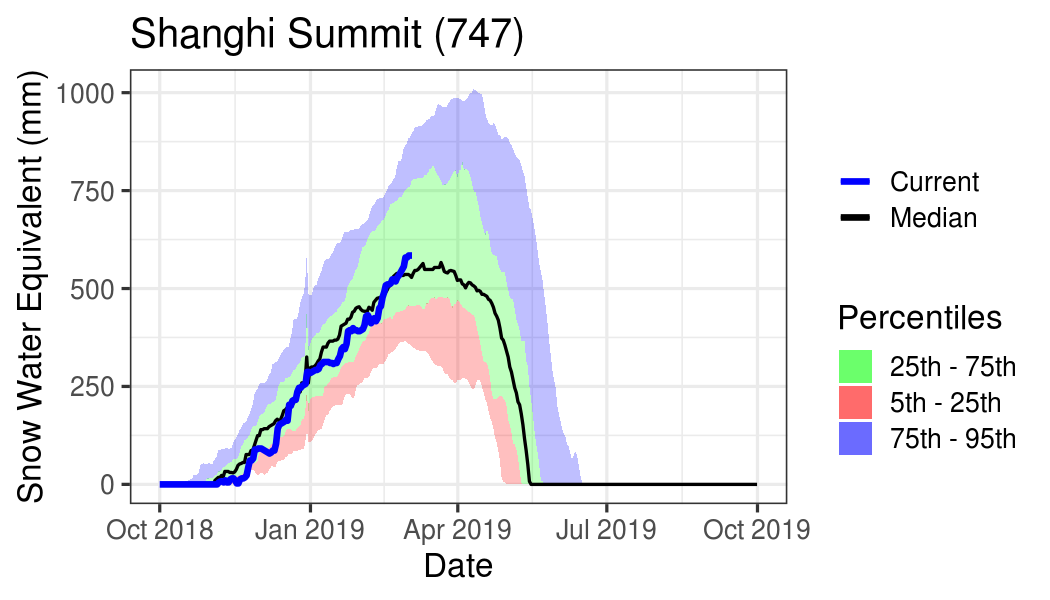 Shanghi Summit (747)
Snow Water Equivalent (mm)
1000
750
500
250
0
Oct 2018
Jan 2019
Apr 2019
Jul 2019
Oct 2019
Date
Current
Median
Percentiles
25th - 75th
5th - 25th
75th - 95th